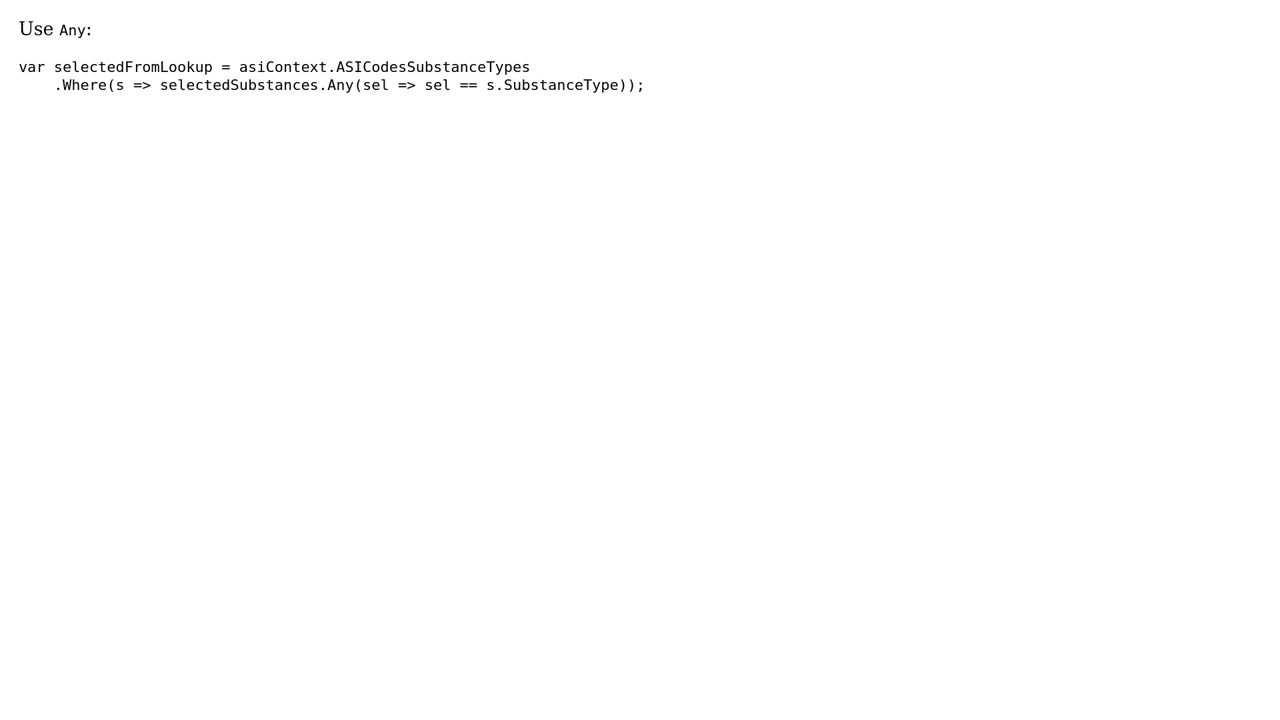 Use Any:
var selectedFromLookup = asiContext.ASICodesSubstanceTypes
    .Where(s => selectedSubstances.Any(sel => sel == s.SubstanceType));